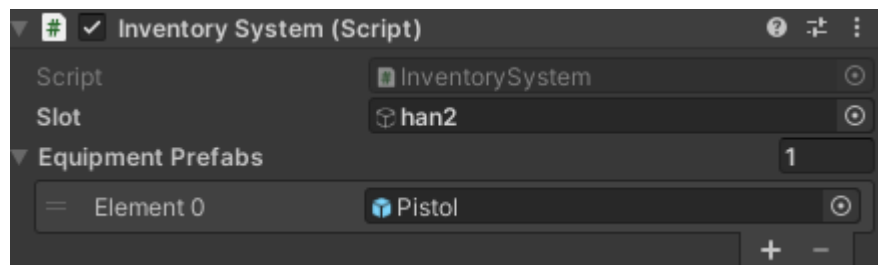 Inventory System (Script)
Script InventorySystem
Slot han2
Equipment Prefabs 1
Element 0 Pistol